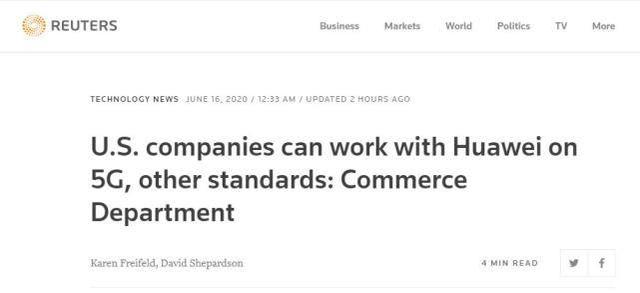 REUTERS
Business Markets World Politics TV More
TECHNOLOGY NEWS JUNE 16, 2020 / 12:33 AM / UPDATED 2 HOURS AGO
U.S. companies can work with Huawei on
5G, other standards: Commerce
Department
Karen Freifeld, David Shepardson
4 MIN READ